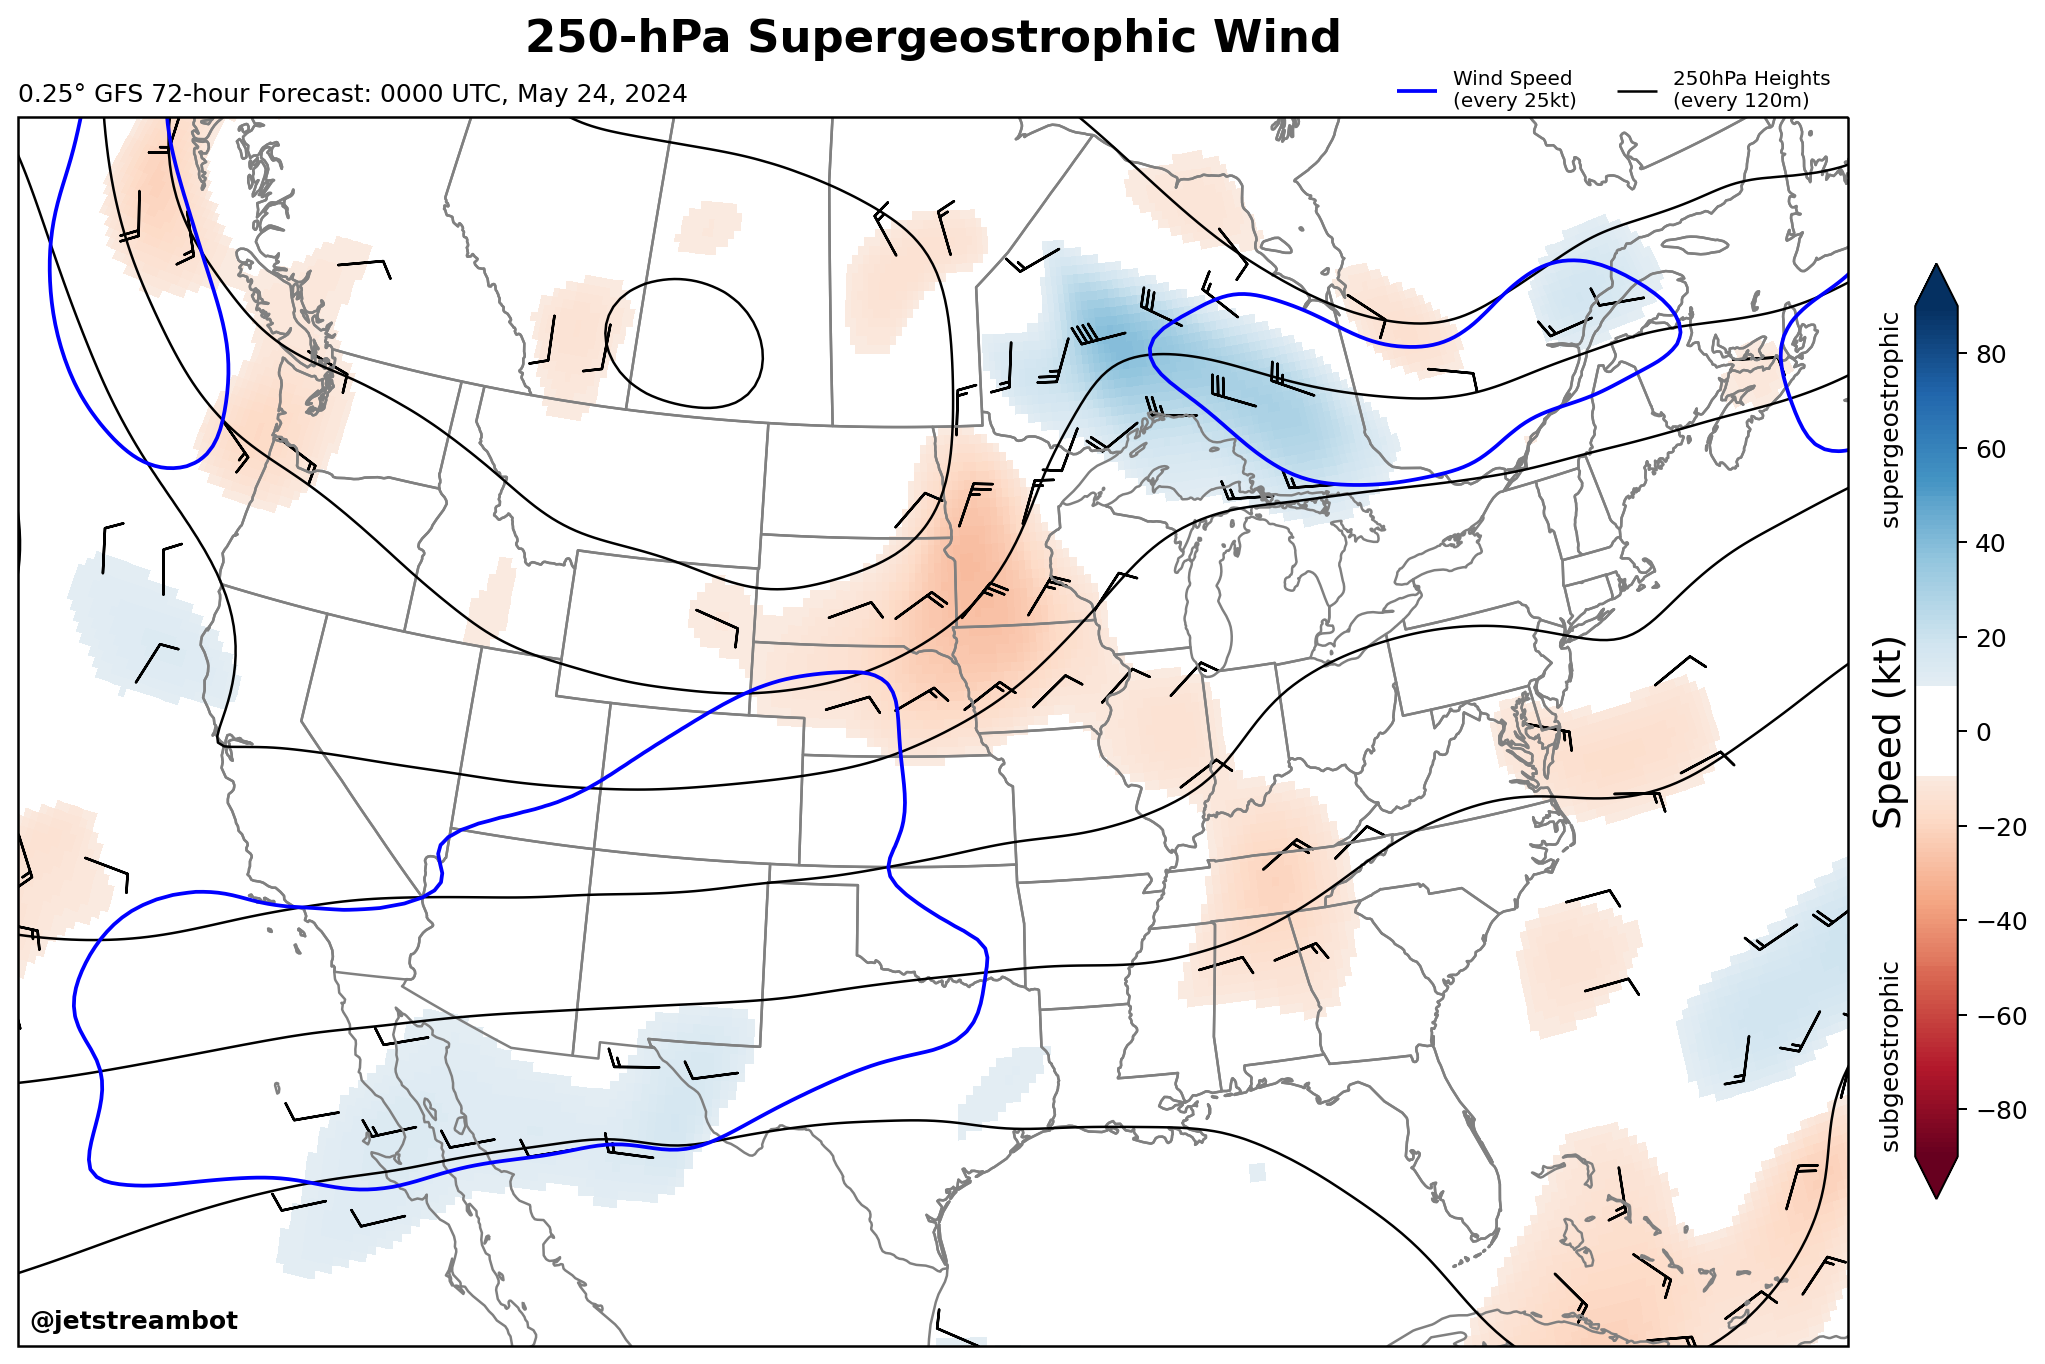 250-hPa Supergeostrophic Wind
0.25° GFS 72-hour Forecast: 0000 UTC, May 24, 2024
Wind Speed
(every 25kt)
250hPa Heights
(every 120m)
supergeostrophic
subgeostrophic
Speed (kt)
80
60
40
20
0
−20
−40
−60
−80
@jetstreambot